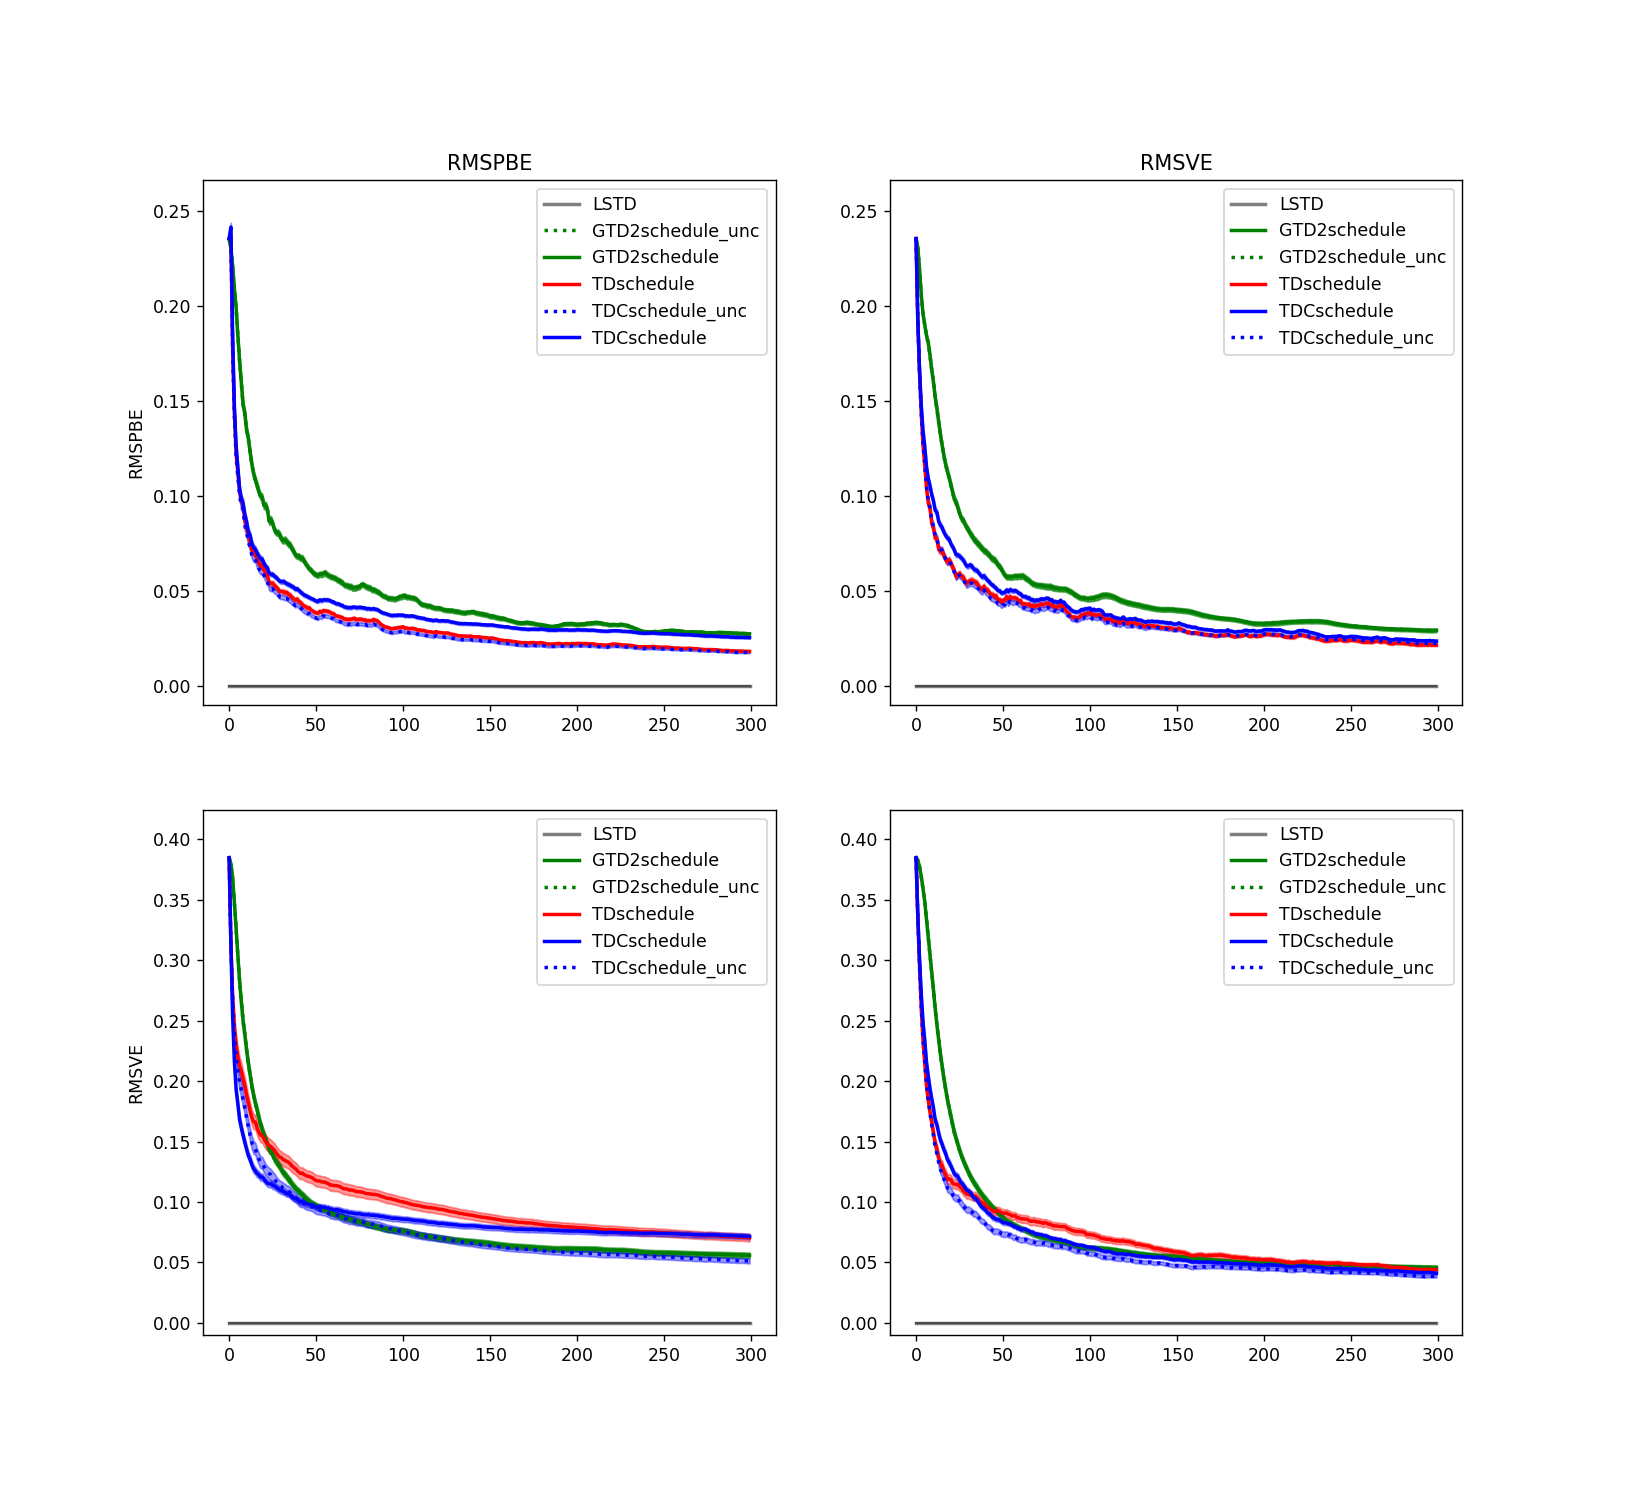 RMSPBE
RMSVE
RMSPBE
0.25
0.20
0.15
0.10
0.05
0.00
LSTD
GTD2schedule_unc
GTD2schedule
TDschedule
TDCschedule_unc
TDCschedule
0 50 100 150 200 250 300
0.25
0.20
0.15
0.10
0.05
0.00
LSTD
GTD2schedule
GTD2schedule_unc
TDschedule
TDCschedule
TDCschedule_unc
0 50 100 150 200 250 300
RMSVE
0.40
0.35
0.30
0.25
0.20
0.15
0.10
0.05
0.00
LSTD
GTD2schedule
GTD2schedule_unc
TDschedule
TDCschedule
TDCschedule_unc
0 50 100 150 200 250 300
0.40
0.35
0.30
0.25
0.20
0.15
0.10
0.05
0.00
LSTD
GTD2schedule
GTD2schedule_unc
TDschedule
TDCschedule
TDCschedule_unc
0 50 100 150 200 250 300